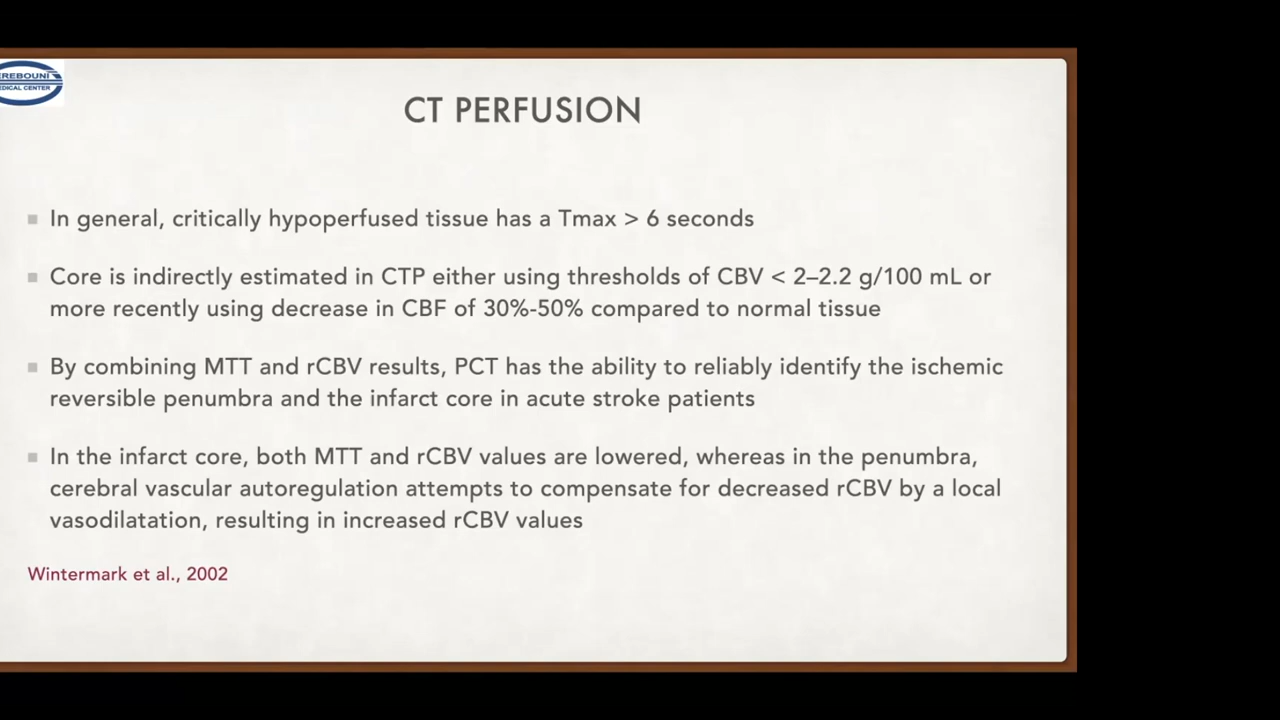 EREBOUNI
EDICAL CENTER
CT PERFUSION
In general, critically hypoperfused tissue has a Tmax > 6 seconds
Core is indirectly estimated in CTP either using thresholds of CBV < 2–2.2 g/100 mL or
more recently using decrease in CBF of 30%-50% compared to normal tissue
By combining MTT and rCBV results, PCT has the ability to reliably identify the ischemic
reversible penumbra and the infarct core in acute stroke patients
In the infarct core, both MTT and rCBV values are lowered, whereas in the penumbra,
cerebral vascular autoregulation attempts to compensate for decreased rCBV by a local
vasodilatation, resulting in increased rCBV values
Wintermark et al., 2002